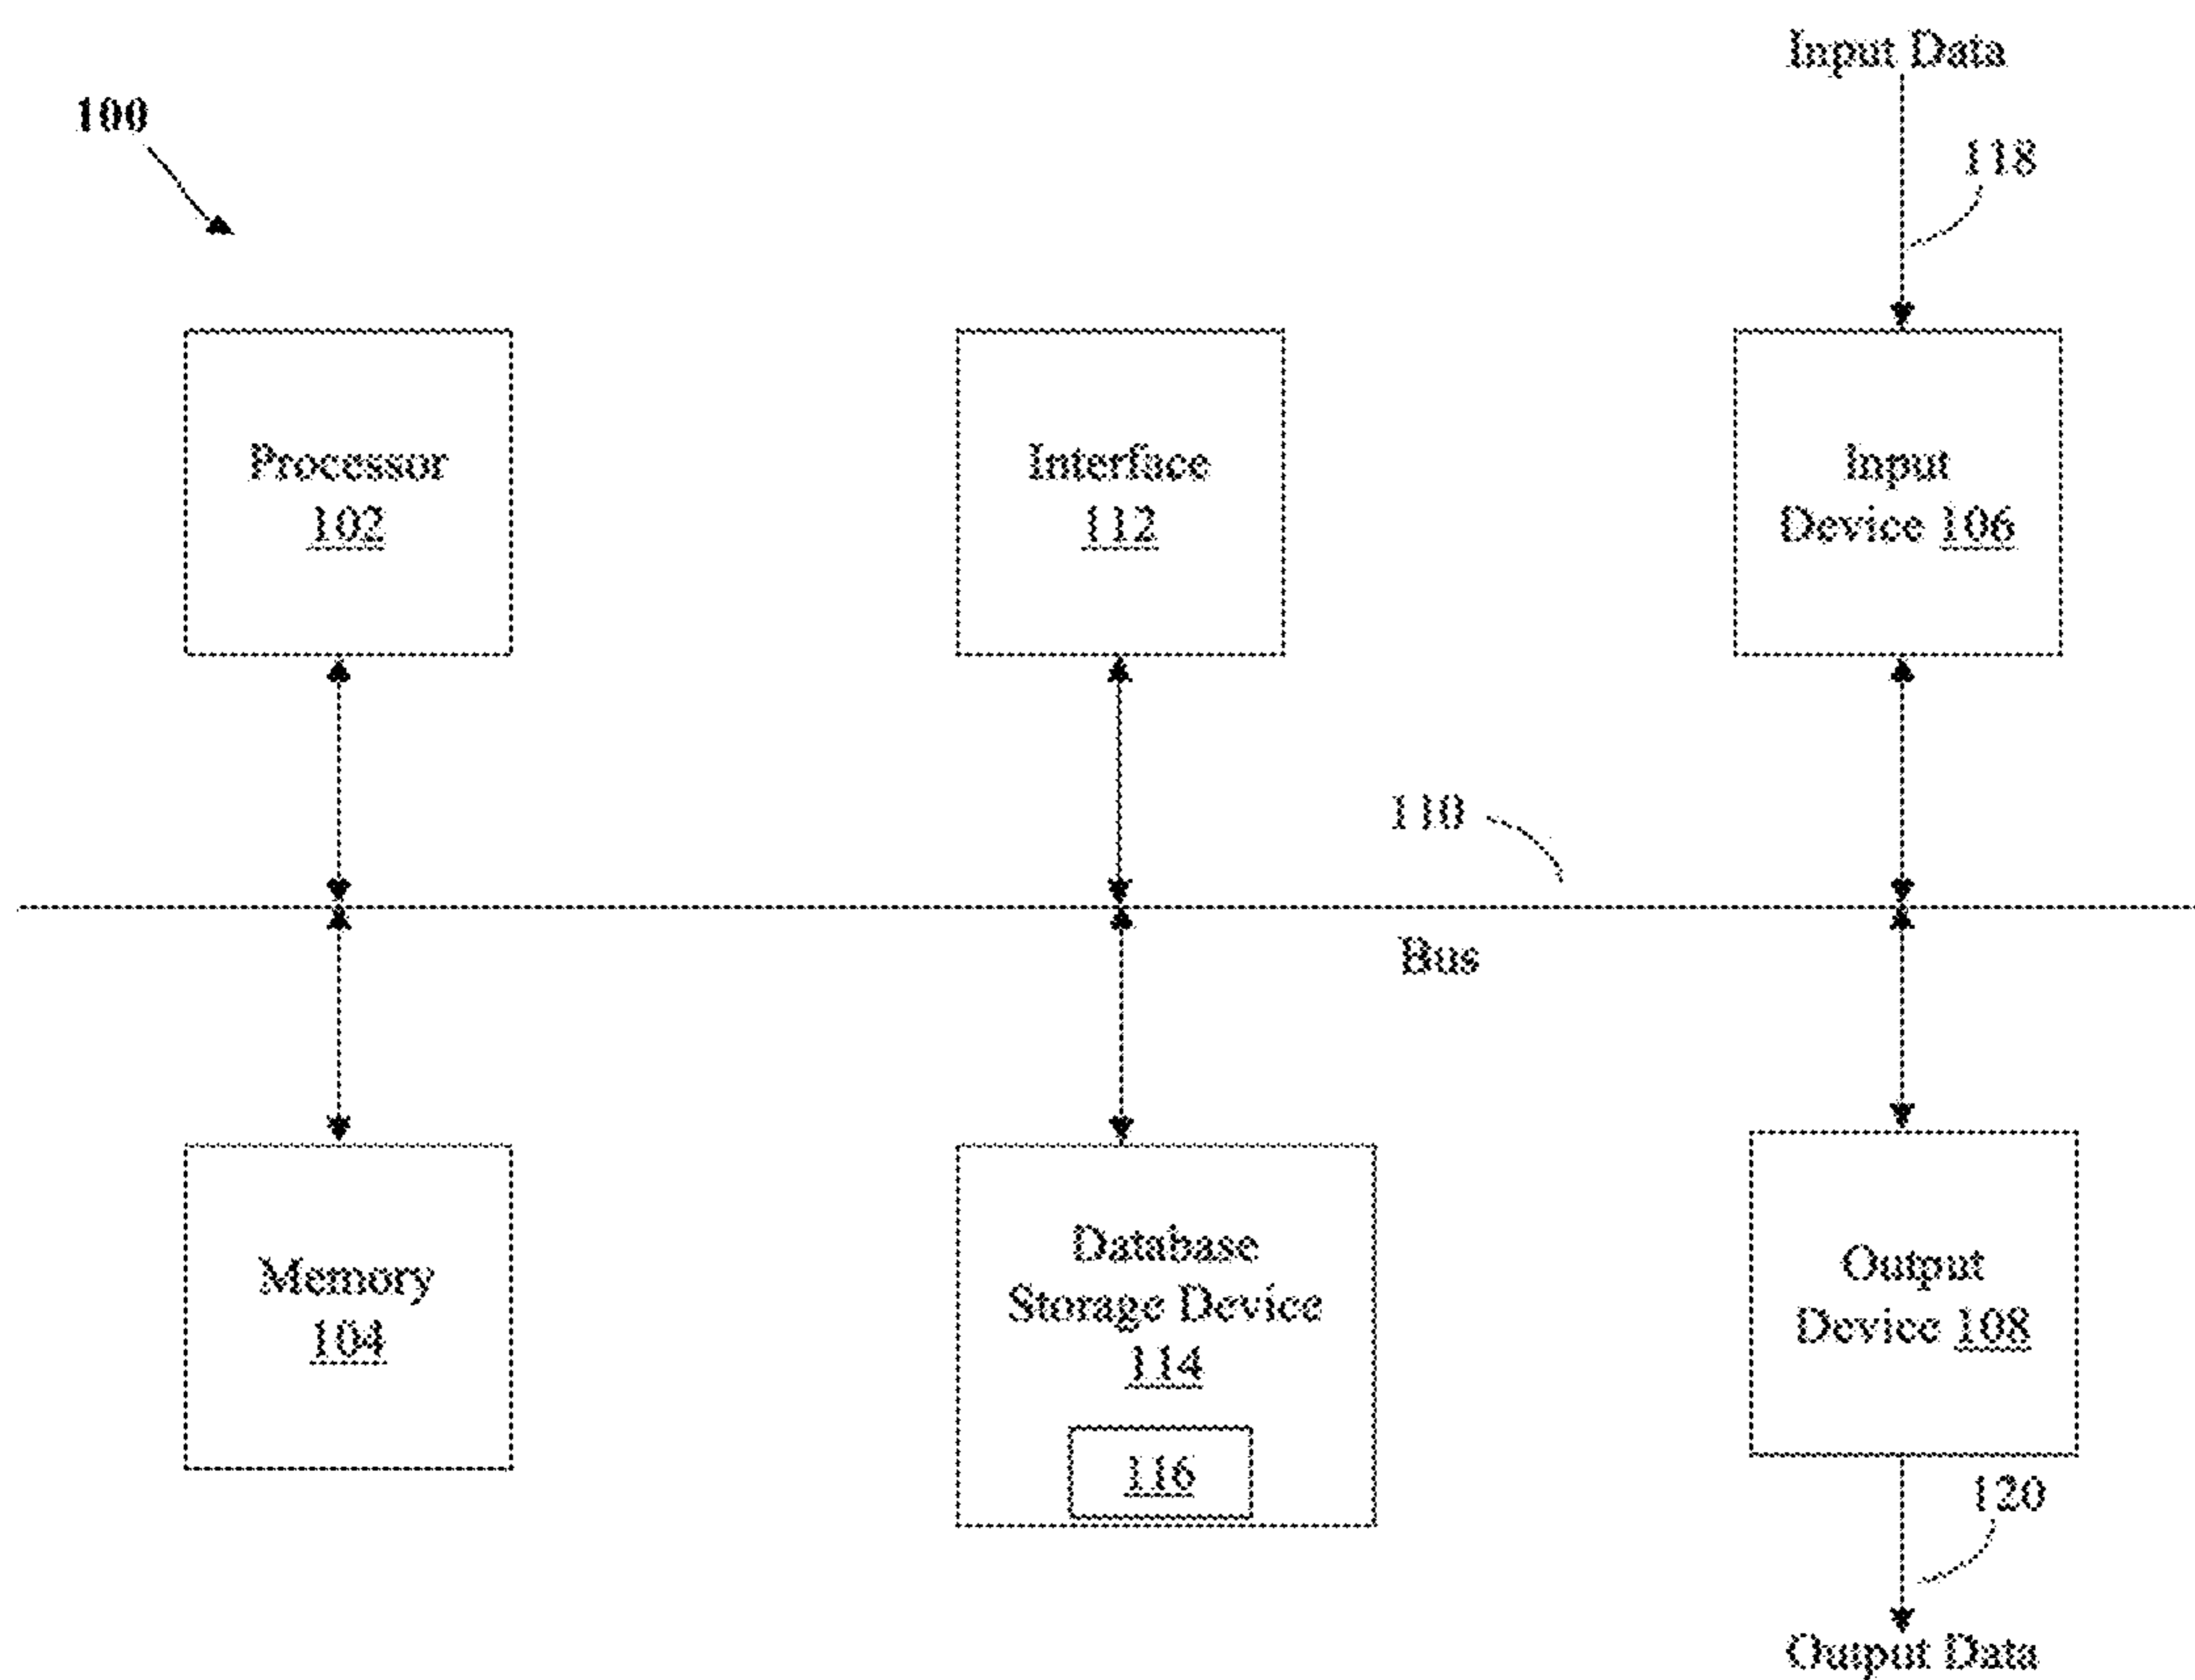 Input Data
100
118
Processor
102
Interface
112
Input
Device 106
110
Bus
Memory
104
Database
Storage Device
114
116
Output
Device 108
120
Output Data